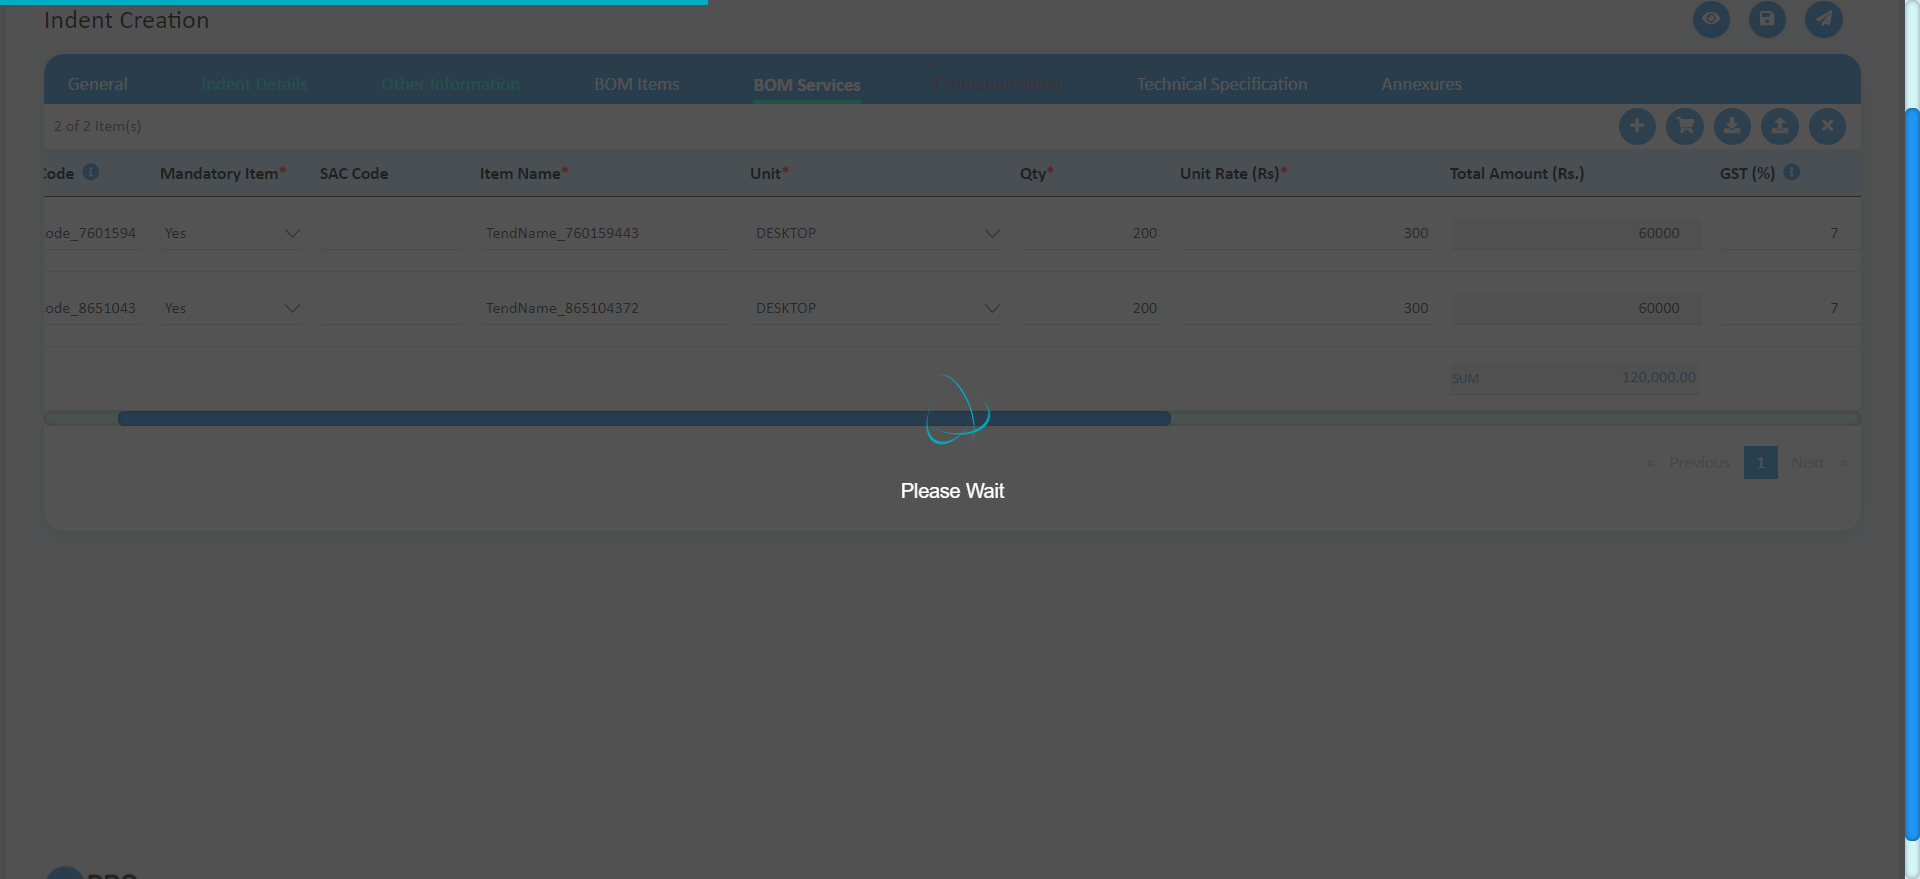 Indent Creation
General Indent Details Other Information BOM Items BOM Services Estimation Sheet Technical Specification Annexures
2 of 2 Item(s)
Code Mandatory Item* SAC Code Item Name* Unit* Qty* Unit Rate (Rs)* Total Amount (Rs.) GST (%)
ode_7601594 Yes TendName_760159443 DESKTOP 200 300 60000 7
ode_8651043 Yes TendName_865104372 DESKTOP 200 300 60000 7
SUM 120,000.00
« Previous 1 Next »
Please Wait